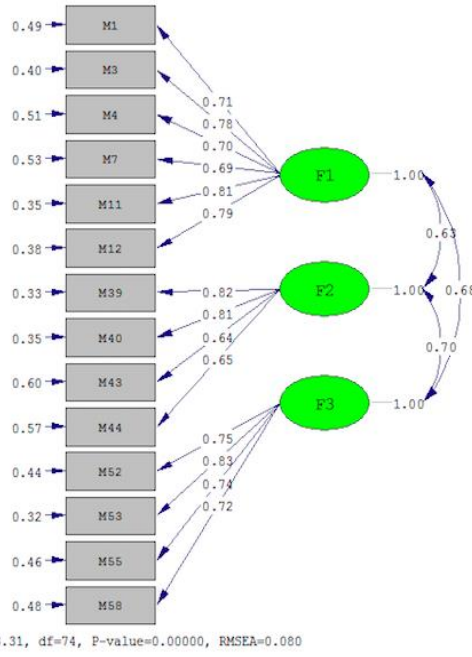 0.49 M1
0.40 M3
0.51 M4
0.53 M7
0.35 M11
0.38 M12
0.33 M39
0.35 M40
0.60 M43
0.57 M44
0.44 M52
0.32 M53
0.46 M55
0.48 M58
0.71
0.78
0.70
0.69
0.81
0.79
0.82
0.81
0.64
0.65
0.75
0.83
0.74
0.72
F1 1.00
F2 1.00
F3 1.00
0.63
0.68
0.70
.31, df=74, P-value=0.00000, RMSEA=0.080